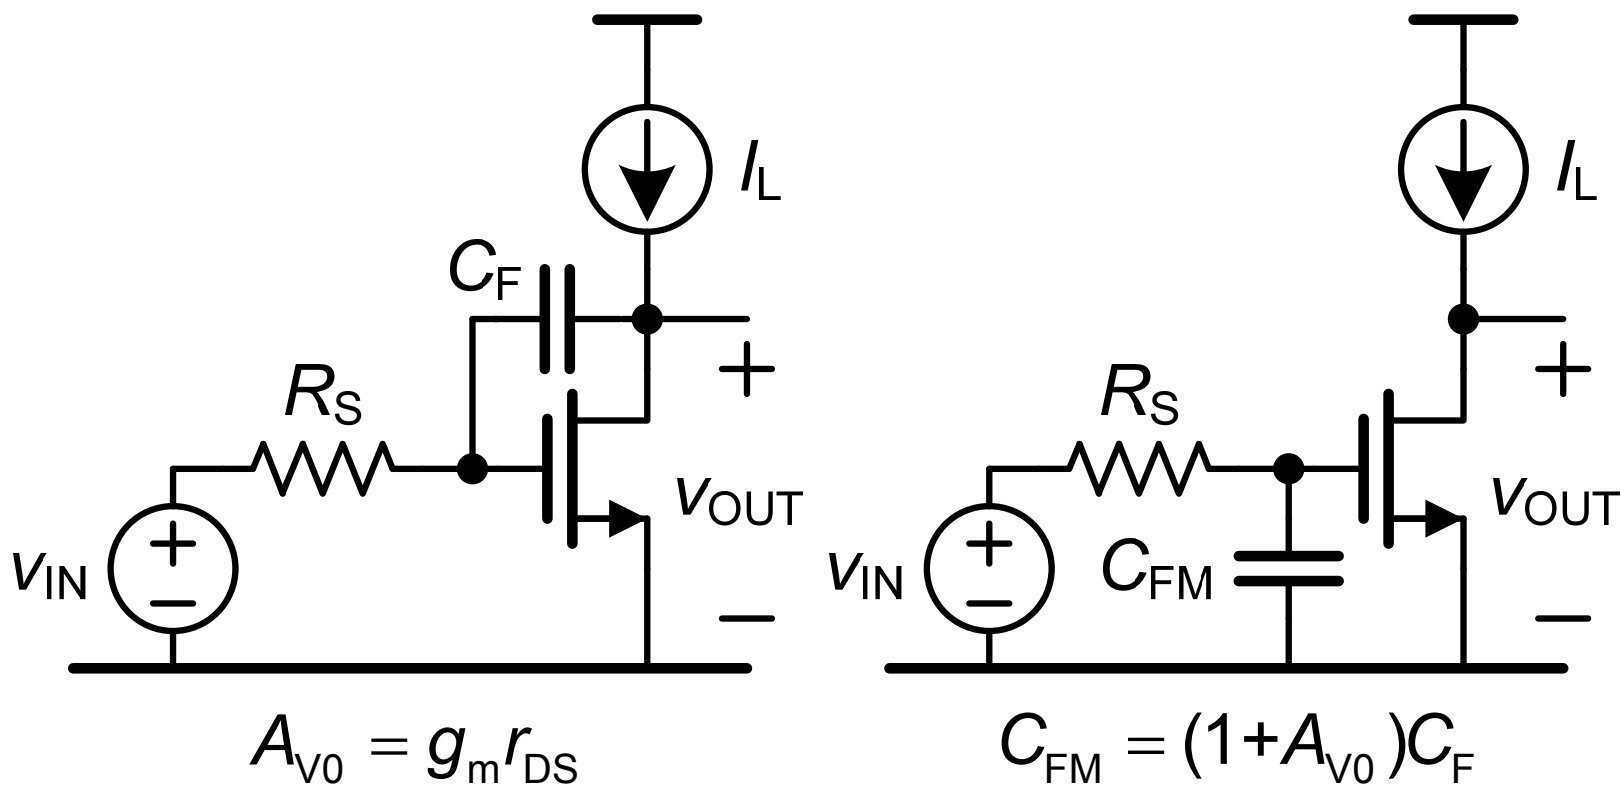 I_L
C_F
R_S
+
v_OUT
v_IN
+
−
−
A_V0 = g_m r_DS
I_L
R_S
+
v_OUT
v_IN
+
−
C_FM
−
C_FM = (1+A_V0)C_F